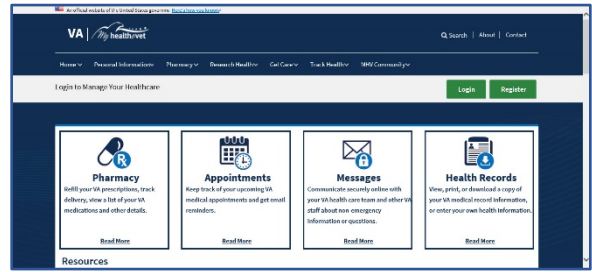 An official website of the United States government Here's how you know
VA | My healthevet
Search | About | Contact
Home Personal Information Pharmacy Research Health Get Care Track Health MHV Community
Login to Manage Your Healthcare
Login Register
Pharmacy
Refill your VA prescriptions, track
delivery, view a list of your VA
medications and other details.
Read More
Appointments
Keep track of your upcoming VA
medical appointments and get email
reminders.
Read More
Messages
Communicate securely online with
your VA health care team and other VA
staff about non emergency
information or questions.
Read More
Health Records
View, print, or download a copy of
your VA medical record information,
or enter your own health information.
Read More
Resources